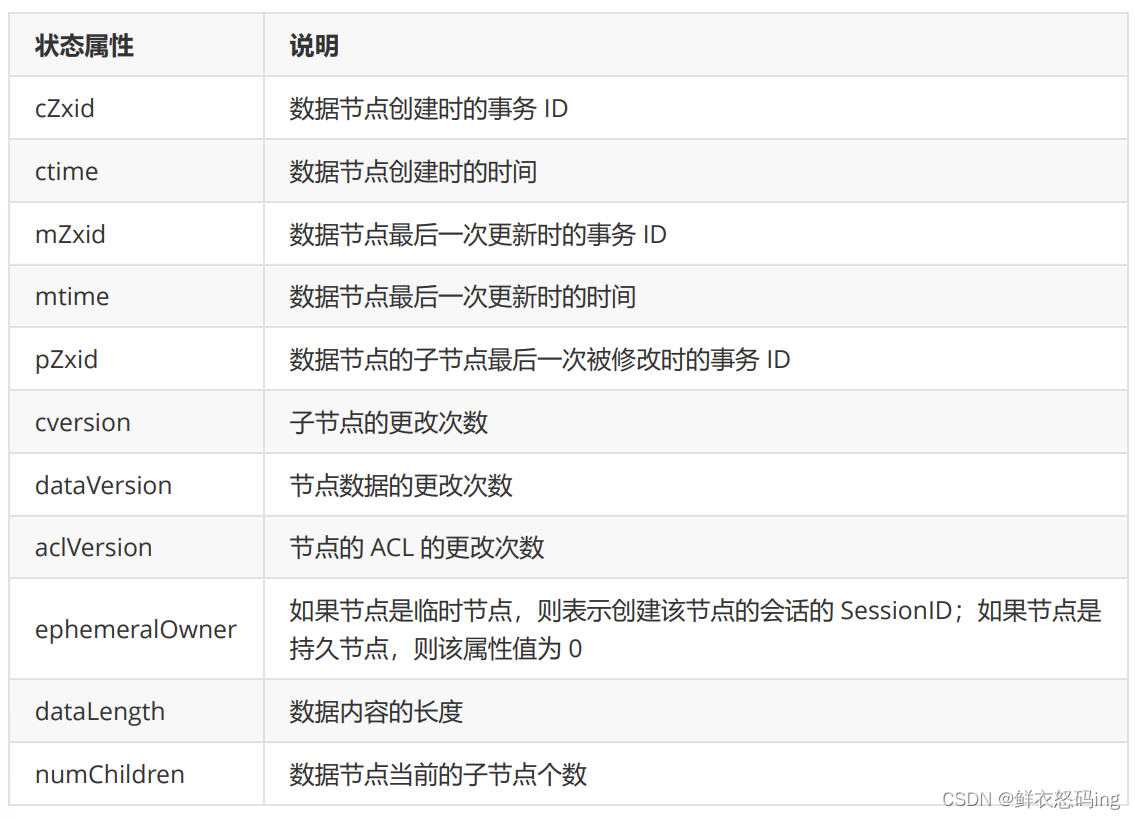 状态属性 说明
cZxid 数据节点创建时的事务 ID
ctime 数据节点创建时的时间
mZxid 数据节点最后一次更新时的事务 ID
mtime 数据节点最后一次更新时的时间
pZxid 数据节点的子节点最后一次被修改时的事务 ID
cversion 子节点的更改次数
dataVersion 节点数据的更改次数
aclVersion 节点的 ACL 的更改次数
ephemeralOwner 如果节点是临时节点，则表示创建该节点的会话的 SessionID；如果节点是
持久节点，则该属性值为 0
dataLength 数据内容的长度
numChildren 数据节点当前的子节点个数
CSDN @鲜衣怒码ing